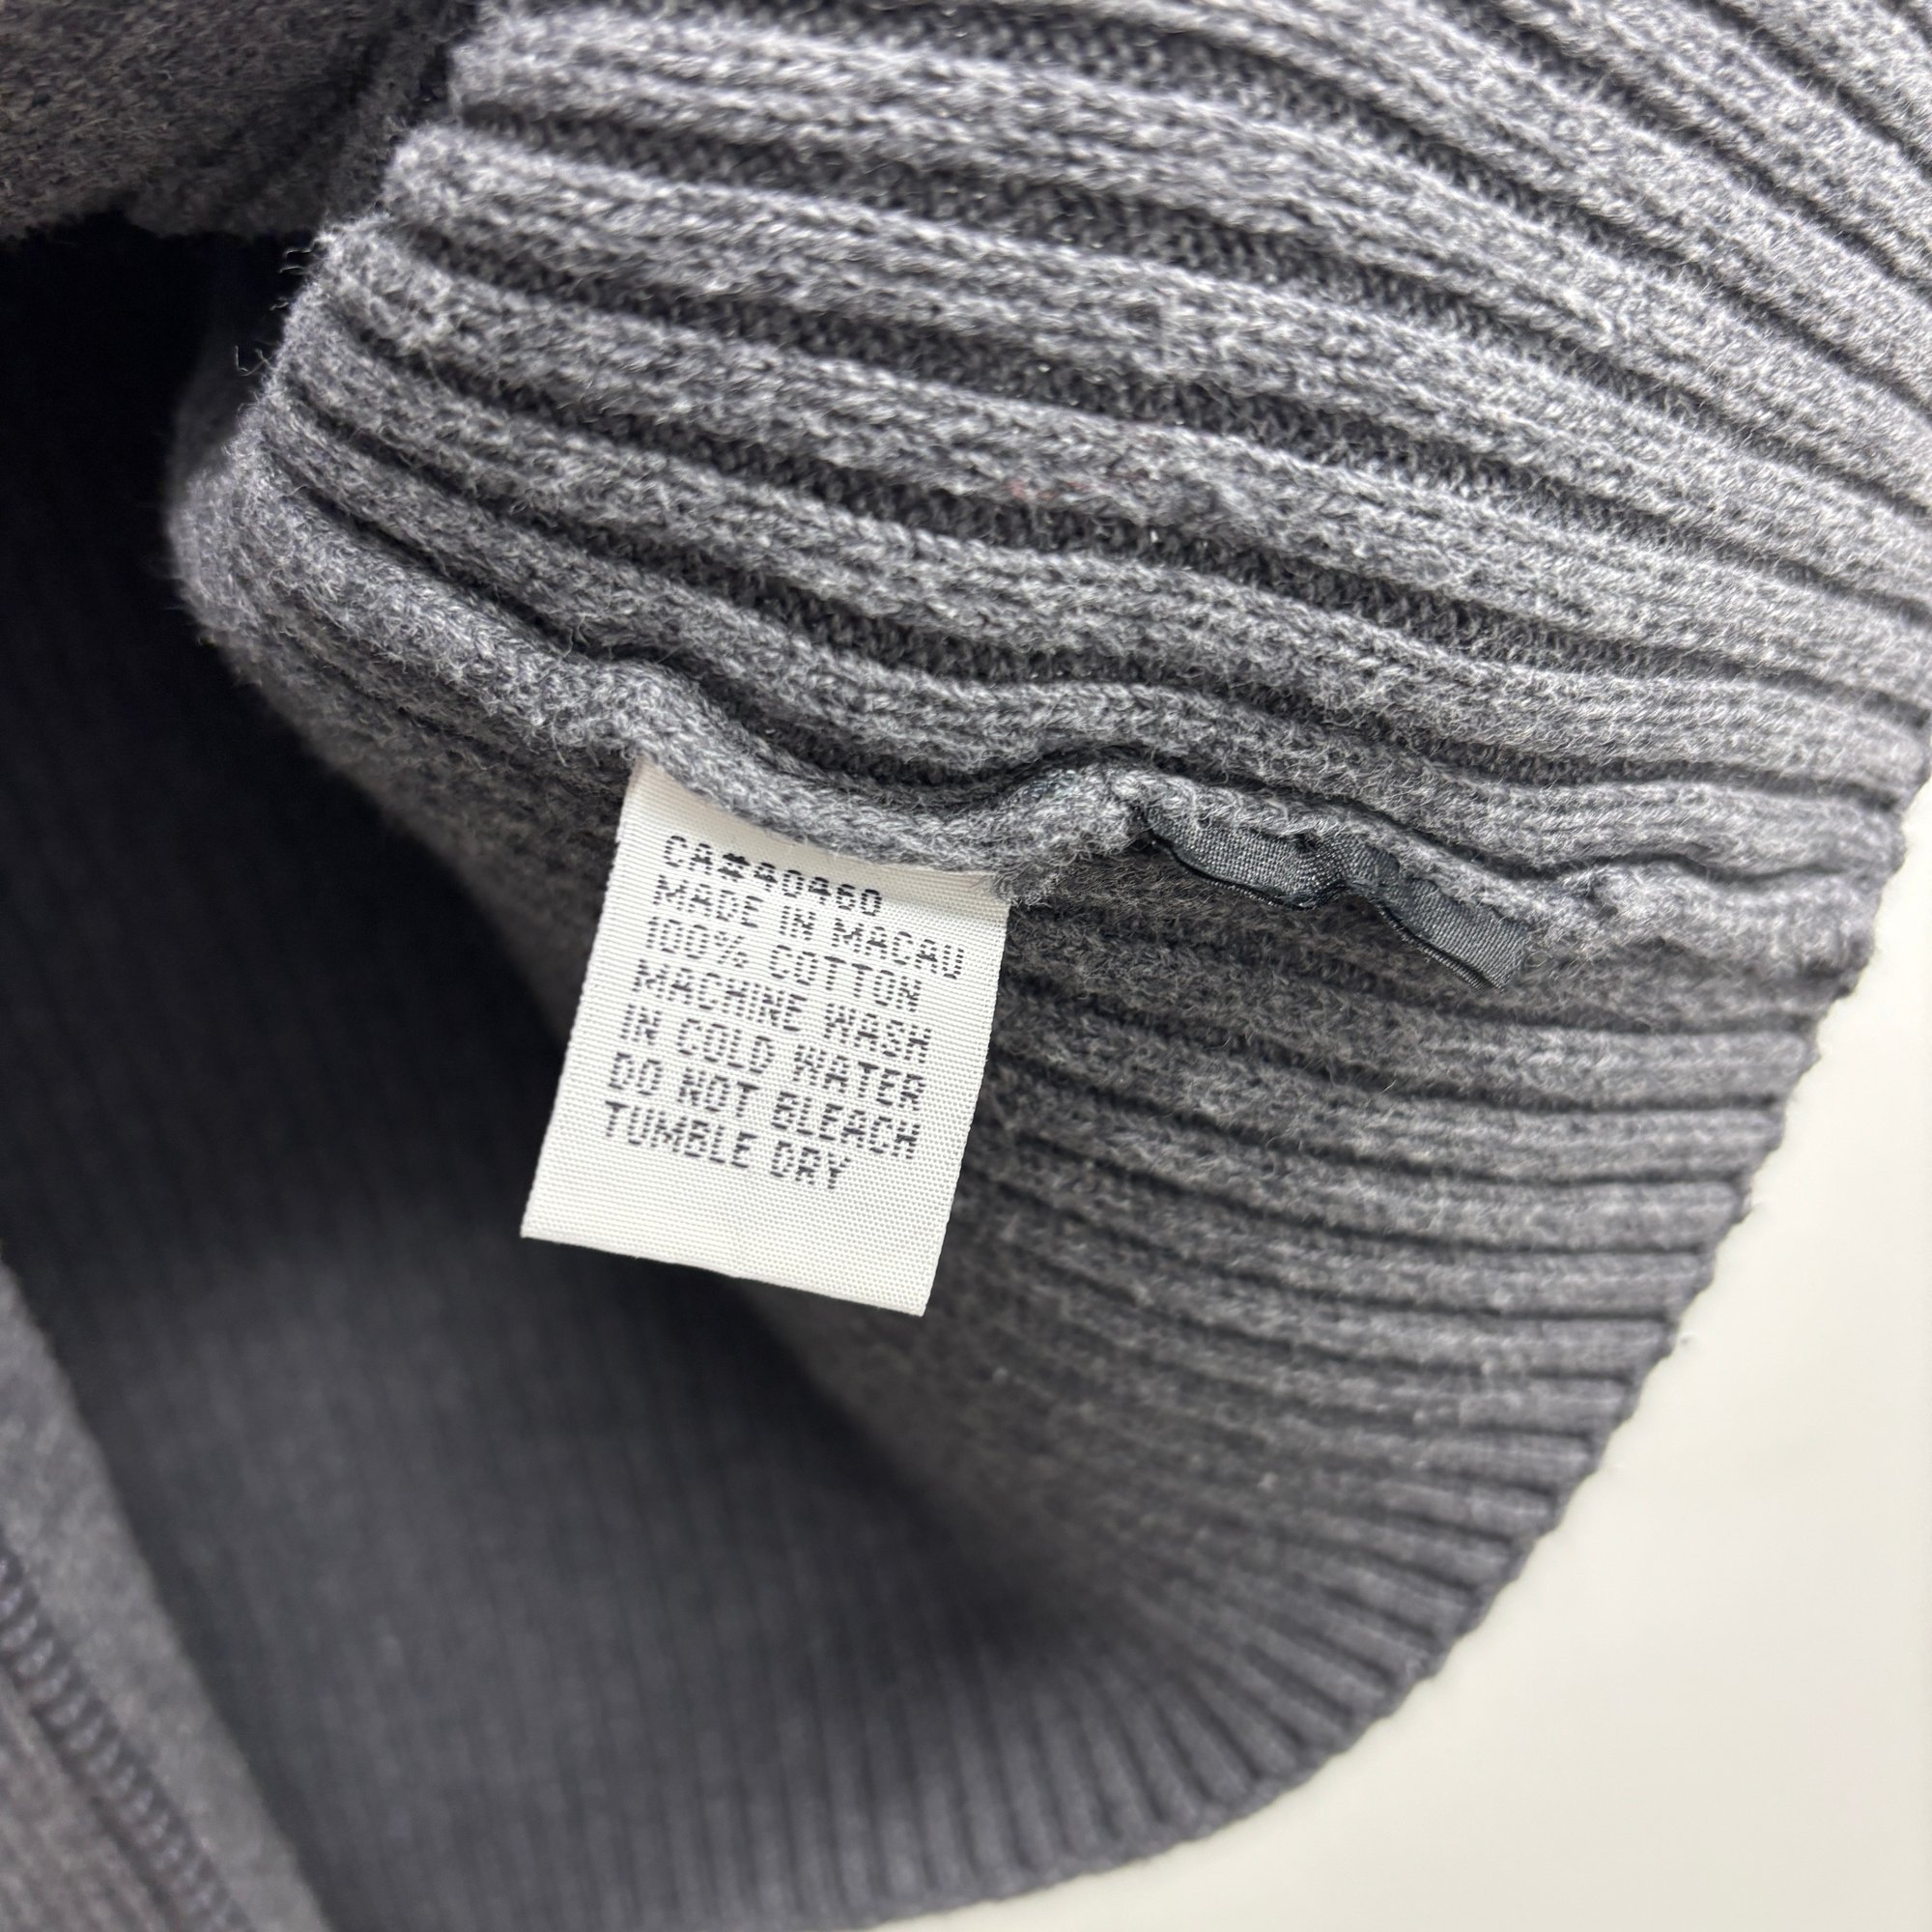 CA#40460
MADE IN MACAU
100% COTTON
MACHINE WASH
IN COLD WATER
DO NOT BLEACH
TUMBLE DRY